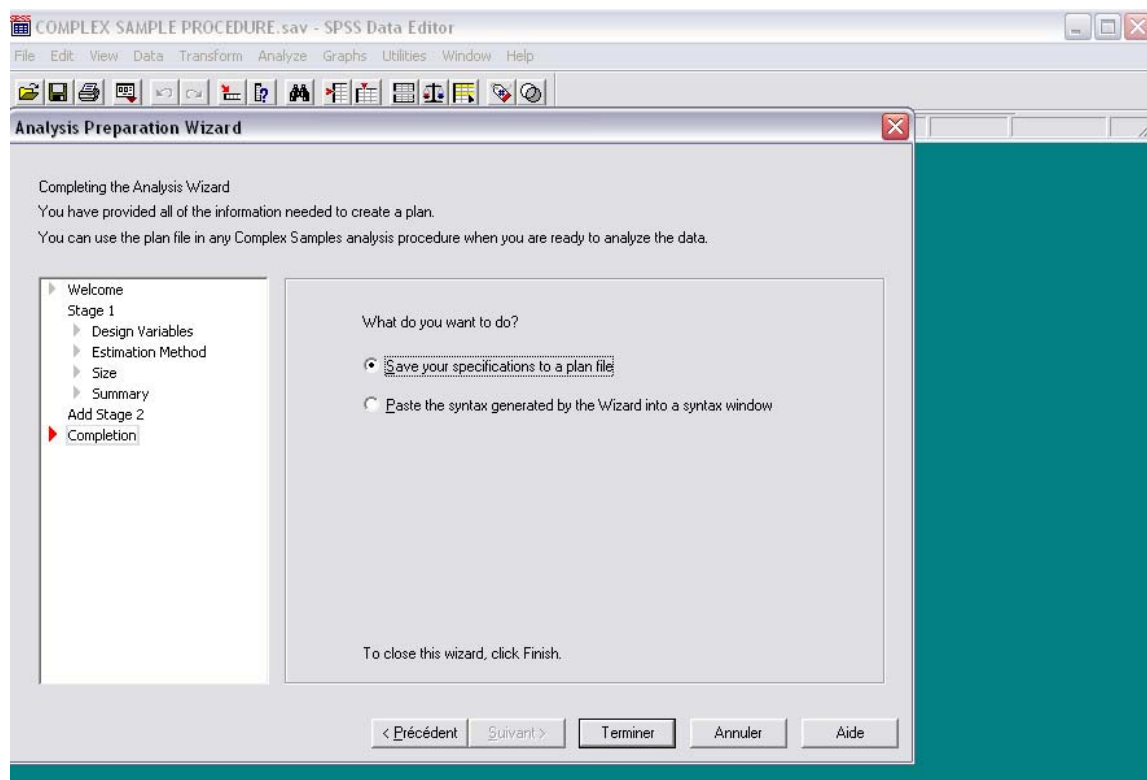 COMPLEX SAMPLE PROCEDURE.sav - SPSS Data Editor
File Edit View Data Transform Analyze Graphs Utilities Window Help
Analysis Preparation Wizard
Completing the Analysis Wizard
You have provided all of the information needed to create a plan.
You can use the plan file in any Complex Samples analysis procedure when you are ready to analyze the data.
Welcome
Stage 1
Design Variables
Estimation Method
Size
Summary
Add Stage 2
Completion
What do you want to do?
Save your specifications to a plan file
Paste the syntax generated by the Wizard into a syntax window
To close this wizard, click Finish.
< Précédent Suivant > Terminer Annuler Aide